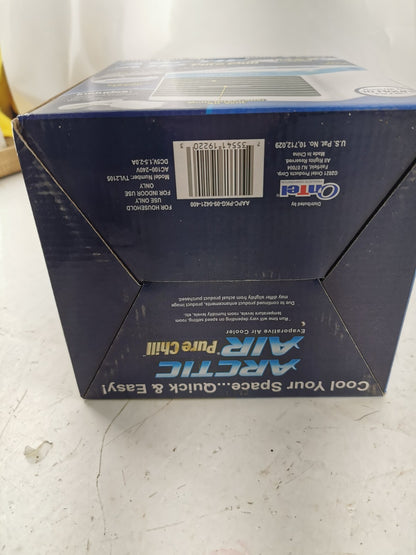 Cool Your Space...Quick & Easy!
ARCTIC
AIR Pure Chill™
Evaporative Air Cooler
Run time will vary depending on speed setting, room
temperature, room humidity levels, etc.
Due to continued product enhancements, product image
may differ slightly from actual product purchased.
FOR HOUSEHOLD
USE ONLY
FOR INDOOR USE
ONLY
Model Number: TVL2105
AC100-240V
DC5V,1.5-2.0A
AAPC-PKG-09-0421-400
7 35541 19220
Distributed by
OnTel
©2021 Ontel Products Corp.
Fairfield, NJ 07004
All Rights Reserved
Made in China
U.S. Pat. No. 10,712,029